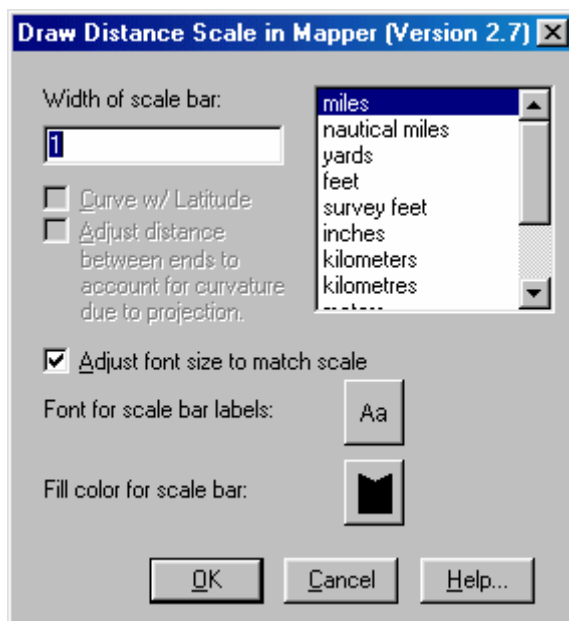 Draw Distance Scale in Mapper (Version 2.7)
Width of scale bar:
1
Curve w/ Latitude
Adjust distance
between ends to
account for curvature
due to projection.
miles
nautical miles
yards
feet
survey feet
inches
kilometers
kilometres
Adjust font size to match scale
Font for scale bar labels:
Aa
Fill color for scale bar:
OK
Cancel
Help...